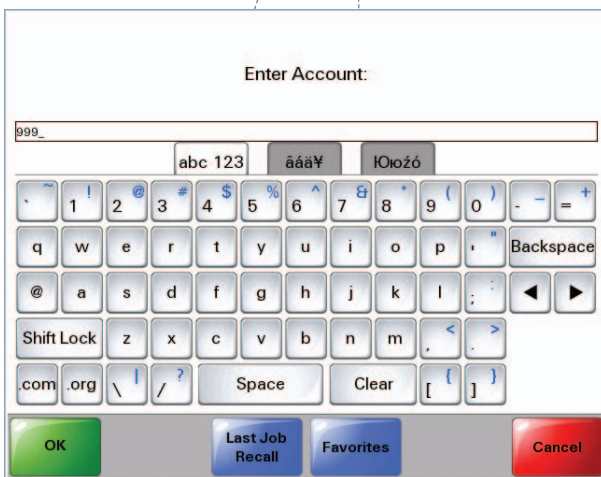 Enter Account:
999_
abc 123 âáä¥ Ююźó
` ~ 1 ! 2 @ 3 # 4 $ 5 % 6 ^ 7 & 8 * 9 ( 0 ) - _ = +
q w e r t y u i o p ' " Backspace
@ a s d f g h j k l ; : ◀ ▶
Shift Lock z x c v b n m , < . >
.com .org \ | / ? Space Clear [ { ] }
OK Last Job Favorites Cancel
Recall